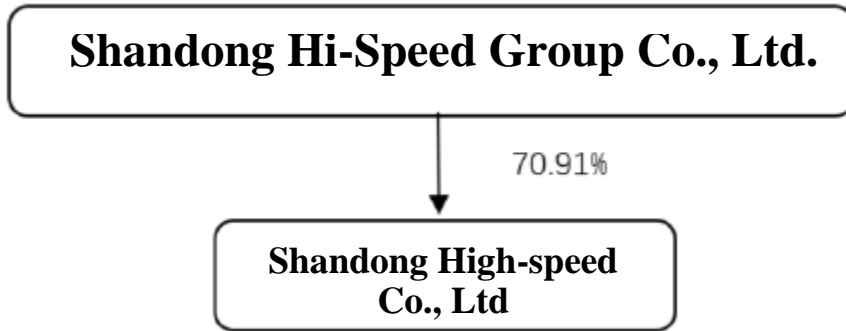 Shandong Hi-Speed Group Co., Ltd.
70.91%
Shandong High-speed
Co., Ltd